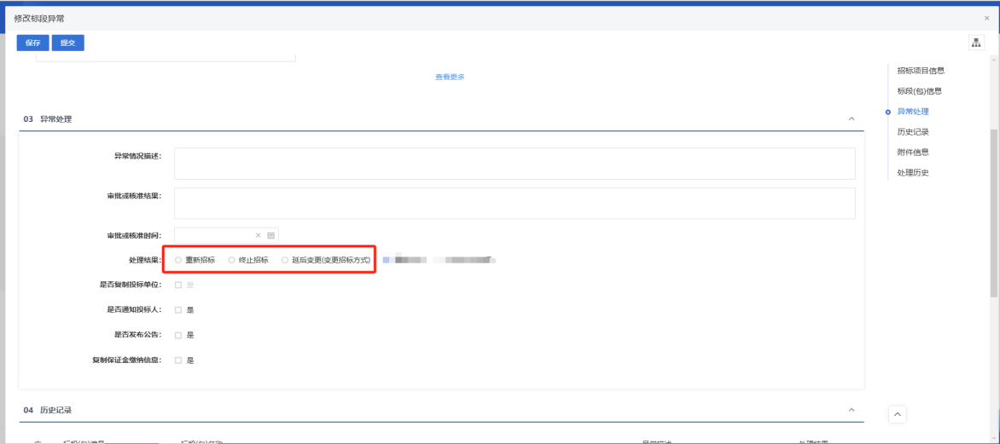 修改标段异常
保存 提交
查看更多
招标项目信息
标段(包)信息
异常处理
历史记录
附件信息
处理历史
03 异常处理
异常情况描述：
审批或核准结果：
审批或核准时间：
处理结果： 重新招标 终止招标 延后变更(变更招标方式)
是否复制投标单位： 是
是否通知投标人： 是
是否发布公告： 是
复制保证金缴纳信息： 是
04 历史记录